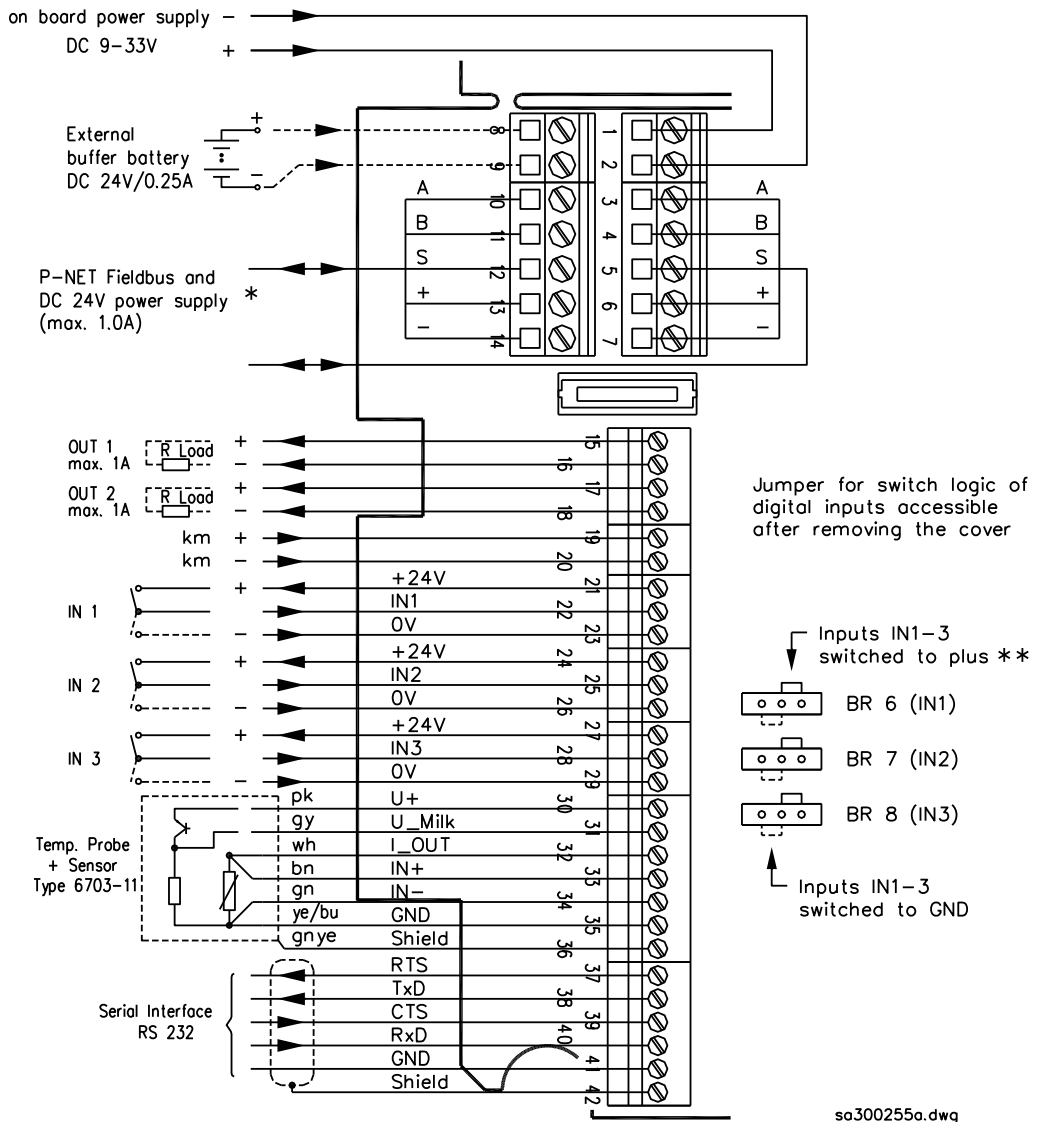 on board power supply -
DC 9-33V +
External
buffer battery
DC 24V/0.25A
+
-
8
9
10
11
12
13
14
1
2
3
4
5
6
7
A
B
S
+
-
A
B
S
+
-
P-NET Fieldbus and
DC 24V power supply *
(max. 1.0A)
OUT 1
max. 1A
R Load
+
-
15
16
OUT 2
max. 1A
R Load
+
-
17
18
km +
km -
19
20
IN 1
+ +24V 21
IN1 22
- 0V 23
IN 2
+ +24V 24
IN2 25
- 0V 26
IN 3
+ +24V 27
IN3 28
- 0V 29
Temp. Probe
+ Sensor
Type 6703-11
pk U+ 30
gy U_Milk 31
wh I_OUT 32
bn IN+ 33
gn IN- 34
ye/bu GND 35
gnye Shield 36
Serial Interface
RS 232
RTS 37
TxD 38
CTS 39
RxD 40
GND 41
Shield 42
Jumper for switch logic of
digital inputs accessible
after removing the cover
Inputs IN1-3
switched to plus **
BR 6 (IN1)
BR 7 (IN2)
BR 8 (IN3)
Inputs IN1-3
switched to GND
sa300255a.dwg